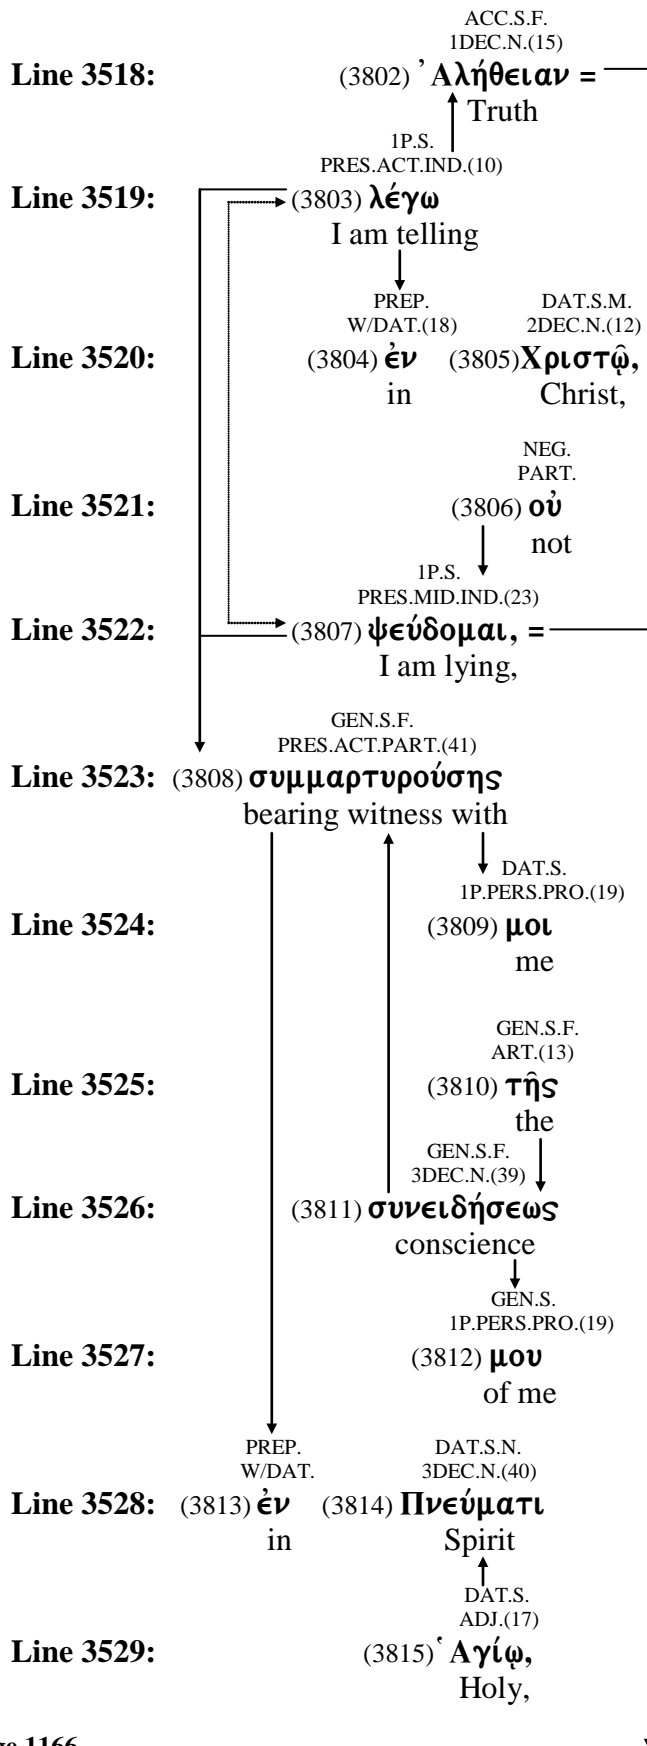 ACC.S.F.
1DEC.N.(15)
Line 3518: (3802) ᾿Αλήθειαν =
Truth
1P.S.
PRES.ACT.IND.(10)
Line 3519: (3803) λέγω
I am telling
PREP. DAT.S.M.
W/DAT.(18) 2DEC.N.(12)
Line 3520: (3804) ἐν (3805) Χριστῷ,
in Christ,
NEG.
PART.
Line 3521: (3806) οὐ
not
1P.S.
PRES.MID.IND.(23)
Line 3522: (3807) ψεύδομαι, =
I am lying,
GEN.S.F.
PRES.ACT.PART.(41)
Line 3523: (3808) συμμαρτυρούσης
bearing witness with
DAT.S.
1P.PERS.PRO.(19)
Line 3524: (3809) μοι
me
GEN.S.F.
ART.(13)
Line 3525: (3810) τῆς
the
GEN.S.F.
3DEC.N.(39)
Line 3526: (3811) συνειδήσεως
conscience
GEN.S.
1P.PERS.PRO.(19)
Line 3527: (3812) μου
of me
PREP. DAT.S.N.
W/DAT. 3DEC.N.(40)
Line 3528: (3813) ἐν (3814) Πνεύματι
in Spirit
DAT.S.
ADJ.(17)
Line 3529: (3815) ῾Αγίῳ,
Holy,
1166